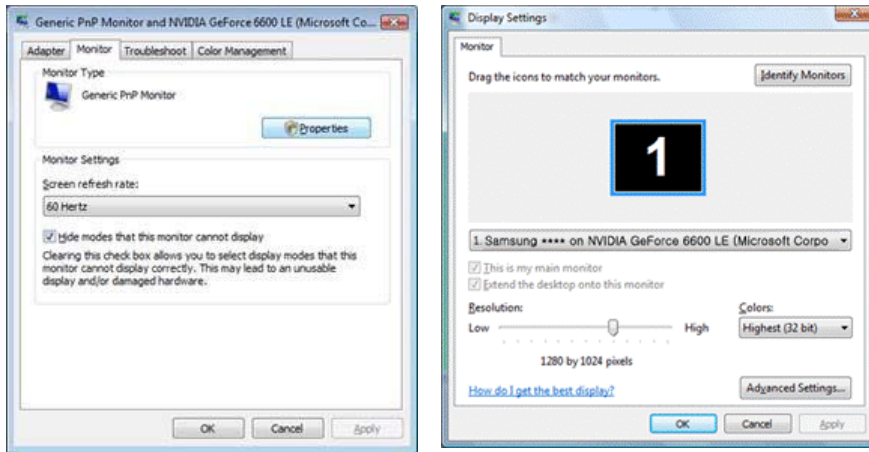 Generic PnP Monitor and NVIDIA GeForce 6600 LE (Microsoft Co...
Adapter Monitor Troubleshoot Color Management
Monitor Type
Generic PnP Monitor
Properties
Monitor Settings
Screen refresh rate:
60 Hertz
Hide modes that this monitor cannot display
Clearing this check box allows you to select display modes that this
monitor cannot display correctly. This may lead to an unusable
display and/or damaged hardware.
OK Cancel Apply
Display Settings
Monitor
Drag the icons to match your monitors.
Identify Monitors
1
1. Samsung **** on NVIDIA GeForce 6600 LE (Microsoft Corpo
This is my main monitor
Extend the desktop onto this monitor
Resolution:
Colors:
Low High
Highest (32 bit)
1280 by 1024 pixels
How do I get the best display?
Advanced Settings...
OK Cancel Apply